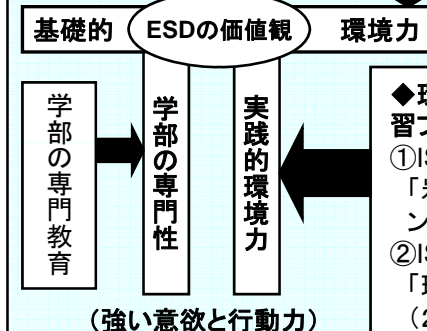 基礎的 ESDの価値観 環境力
学部の専門教育
学部の専門性
実践的環境力
◆環
習プ
①IS
「
ン
②IS
「環
（2
（強い意欲と行動力）